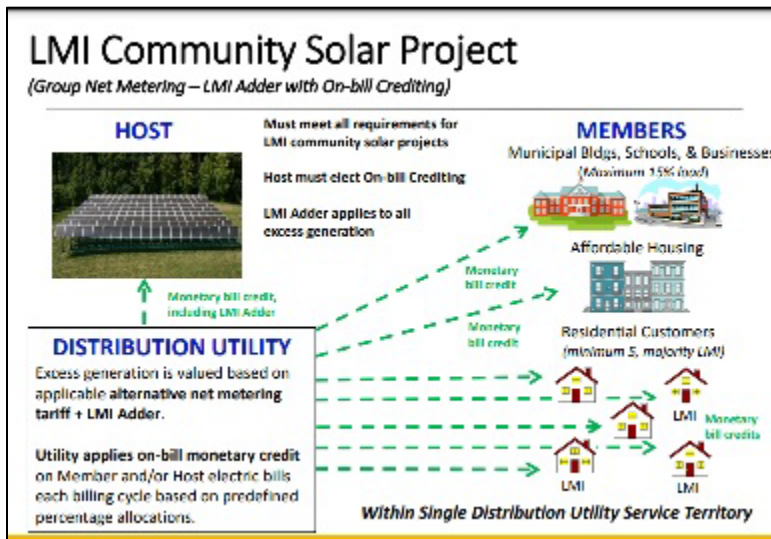 LMI Community Solar Project
(Group Net Metering – LMI Adder with On-bill Crediting)
HOST
Must meet all requirements for
LMI community solar projects
Host must elect On-bill Crediting
LMI Adder applies to all
excess generation
MEMBERS
Municipal Bldgs, Schools, & Businesses
(Maximum 15% load)
Affordable Housing
Monetary
bill credit
Monetary bill credit,
including LMI Adder
Monetary
bill credit
DISTRIBUTION UTILITY
Excess generation is valued based on
applicable alternative net metering
tariff + LMI Adder.
Utility applies on-bill monetary credit
on Member and/or Host electric bills
each billing cycle based on predefined
percentage allocations.
Residential Customers
(minimum 5, majority LMI)
LMI
Monetary
bill credits
LMI
LMI
Within Single Distribution Utility Service Territory